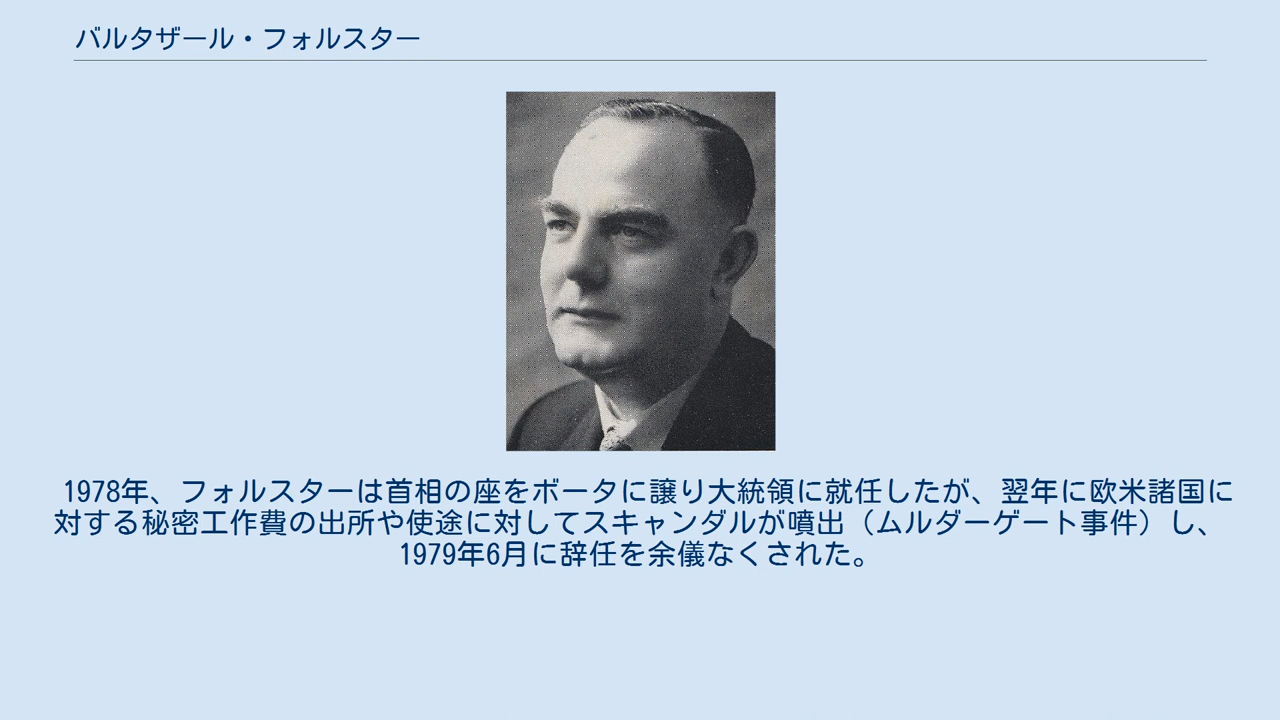 バルタザール・フォルスター
1978年、フォルスターは首相の座をボータに譲り大統領に就任したが、翌年に欧米諸国に
対する秘密工作費の出所や使途に対してスキャンダルが噴出（ムルダーゲート事件）し、
1979年6月に辞任を余儀なくされた。